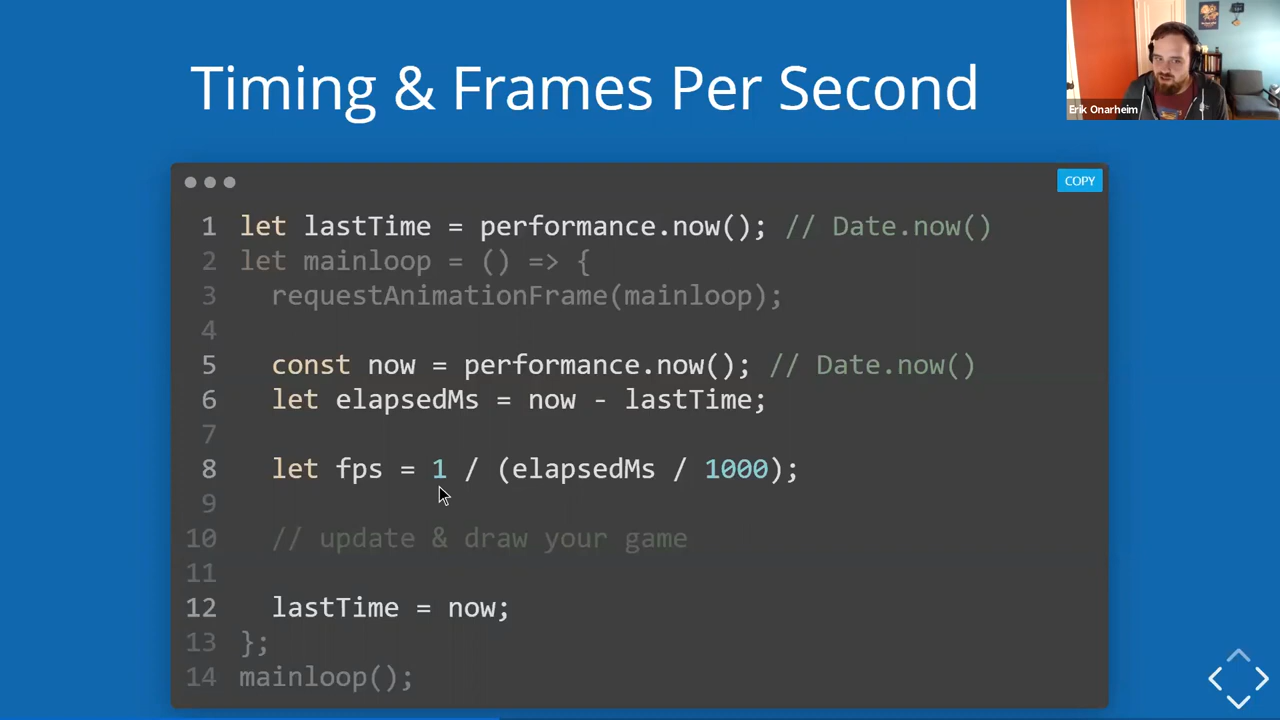 Timing & Frames Per Second
Erik Onarheim
COPY
1 let lastTime = performance.now(); // Date.now()
2 let mainloop = () => {
3 requestAnimationFrame(mainloop);
4
5 const now = performance.now(); // Date.now()
6 let elapsedMs = now - lastTime;
7
8 let fps = 1 / (elapsedMs / 1000);
9
10 // update & draw your game
11
12 lastTime = now;
13 };
14 mainloop();